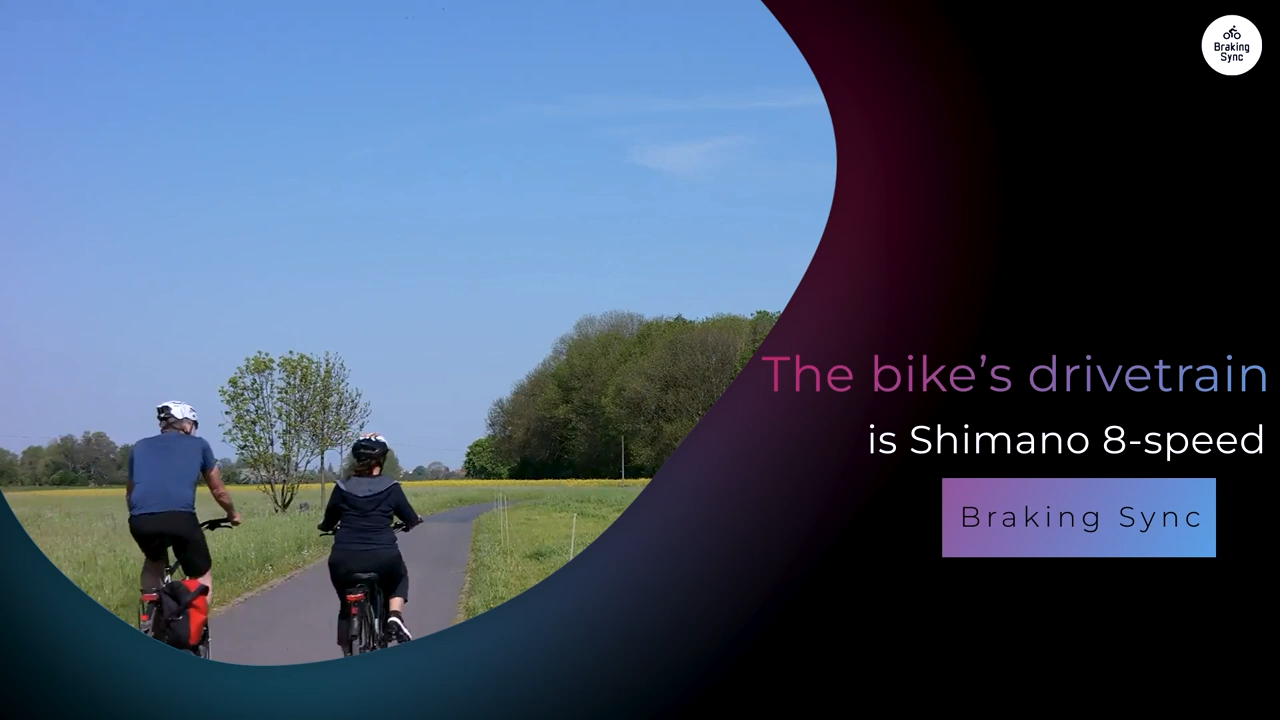 Braking
Sync
The bike’s drivetrain
is Shimano 8-speed
Braking Sync